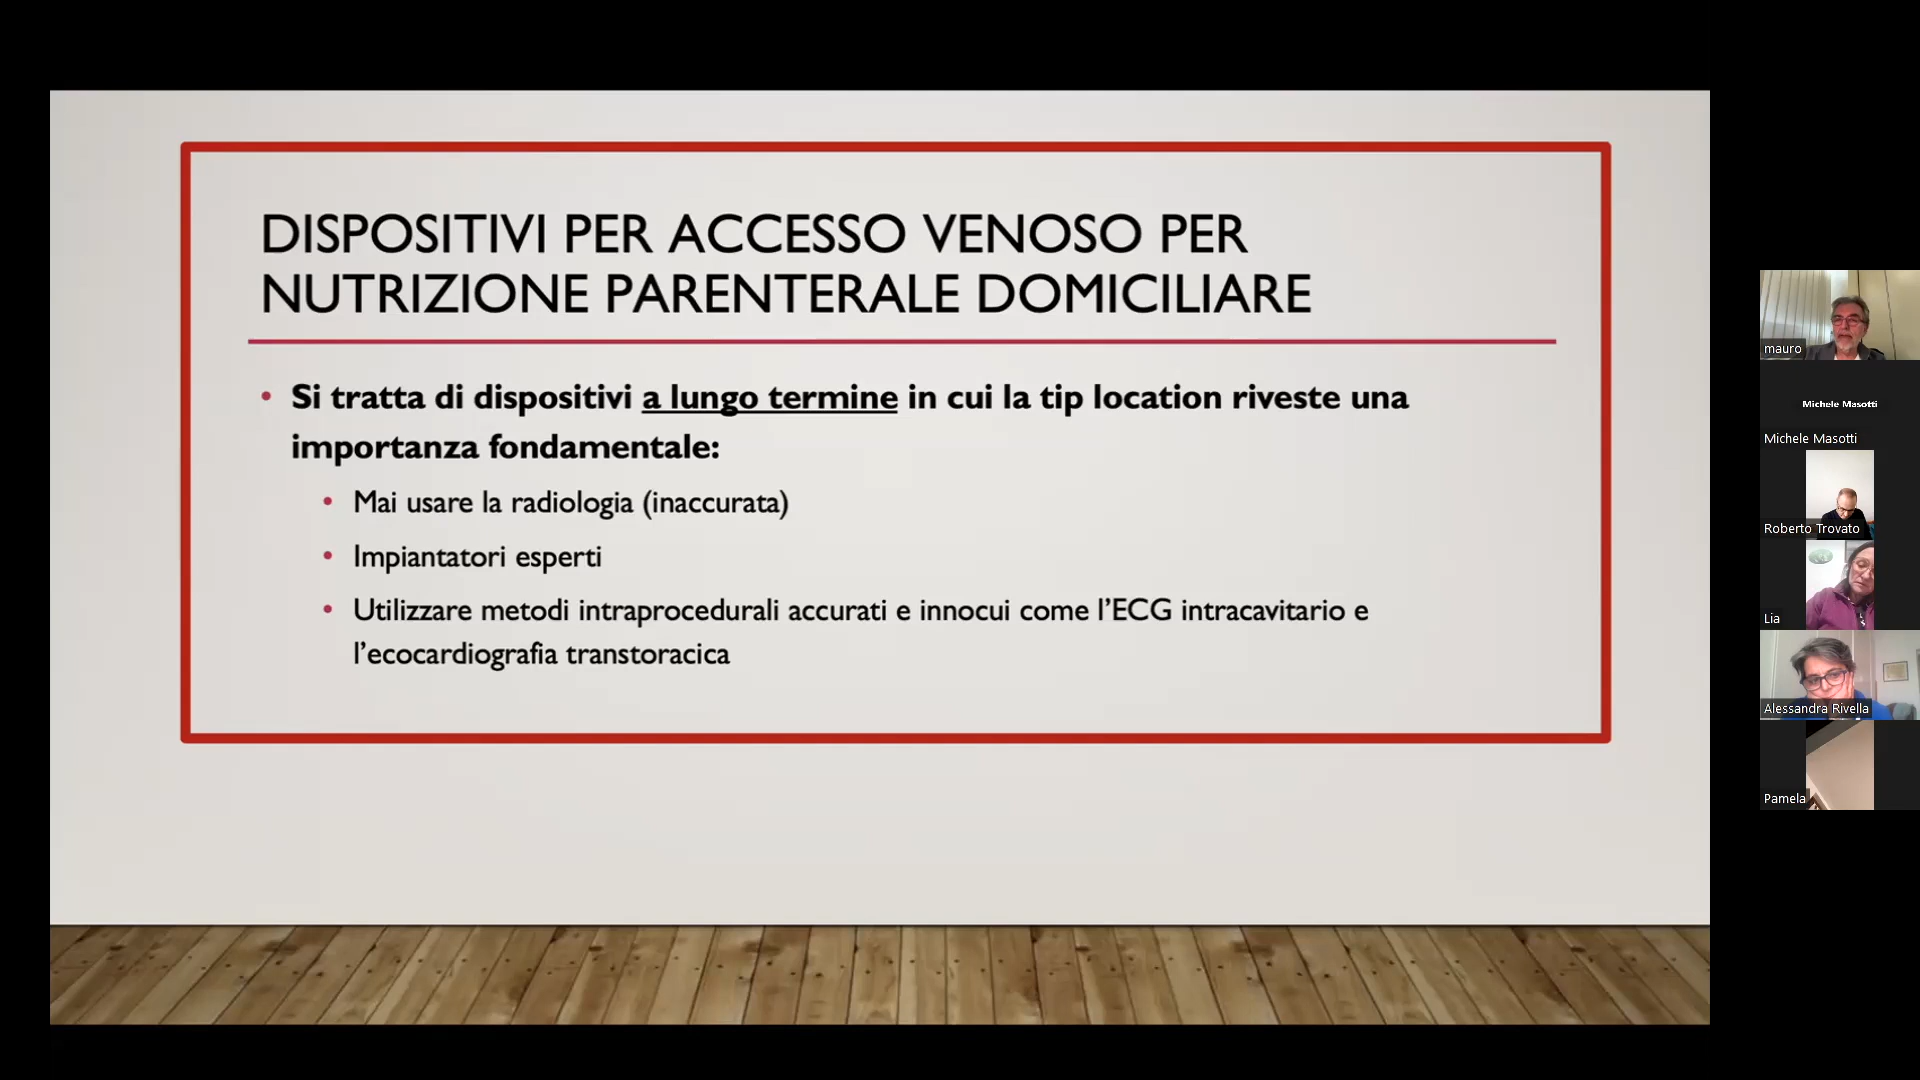 DISPOSITIVI PER ACCESSO VENOSO PER
NUTRIZIONE PARENTERALE DOMICILIARE
• Si tratta di dispositivi a lungo termine in cui la tip location riveste una
importanza fondamentale:
• Mai usare la radiologia (inaccurata)
• Impiantatori esperti
• Utilizzare metodi intraprocedurali accurati e innocui come l’ECG intracavitario e
l’ecocardiografia transtoracica
mauro
Michele Masotti
Michele Masotti
Roberto Trovato
Lia
Alessandra Rivella
Pamela